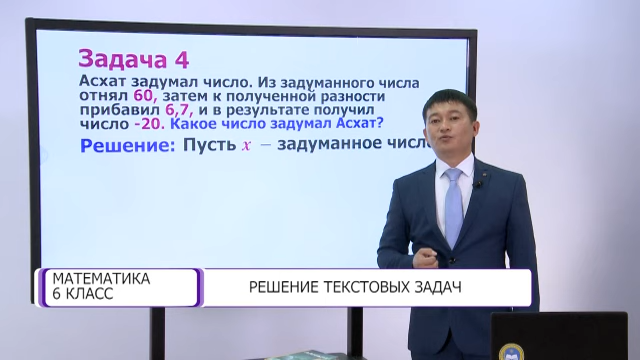 Задача 4
Асхат задумал число. Из задуманного числа
отнял 60, затем к полученной разности
прибавил 6,7, и в результате получил
число -20. Какое число задумал Асхат?
Решение: Пусть x – задуманное число
МАТЕМАТИКА
6 КЛАСС
РЕШЕНИЕ ТЕКСТОВЫХ ЗАДАЧ